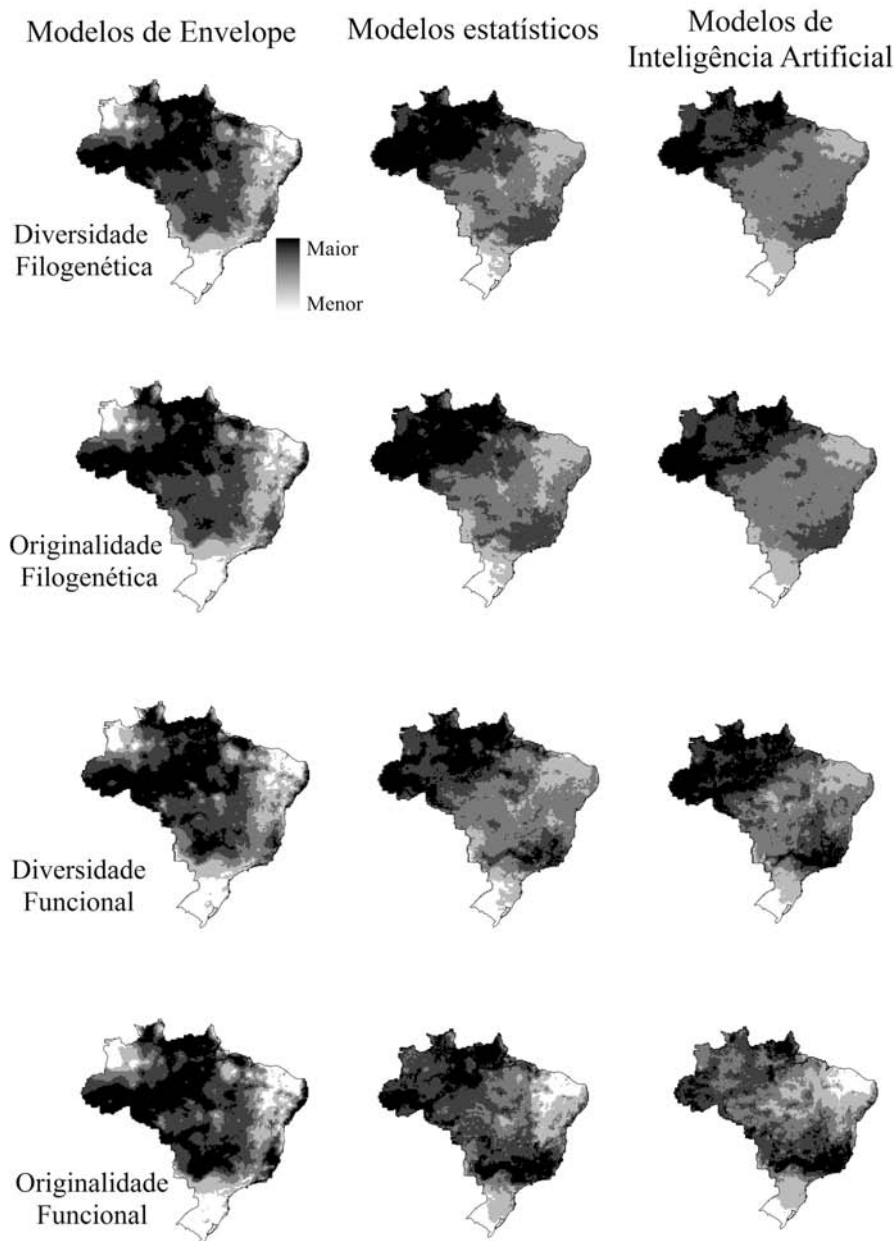 Modelos de Envelope
Modelos estatísticos
Modelos de
Inteligência Artificial
Diversidade
Filogenética
Maior
Menor
Originalidade
Filogenética
Diversidade
Funcional
Originalidade
Funcional